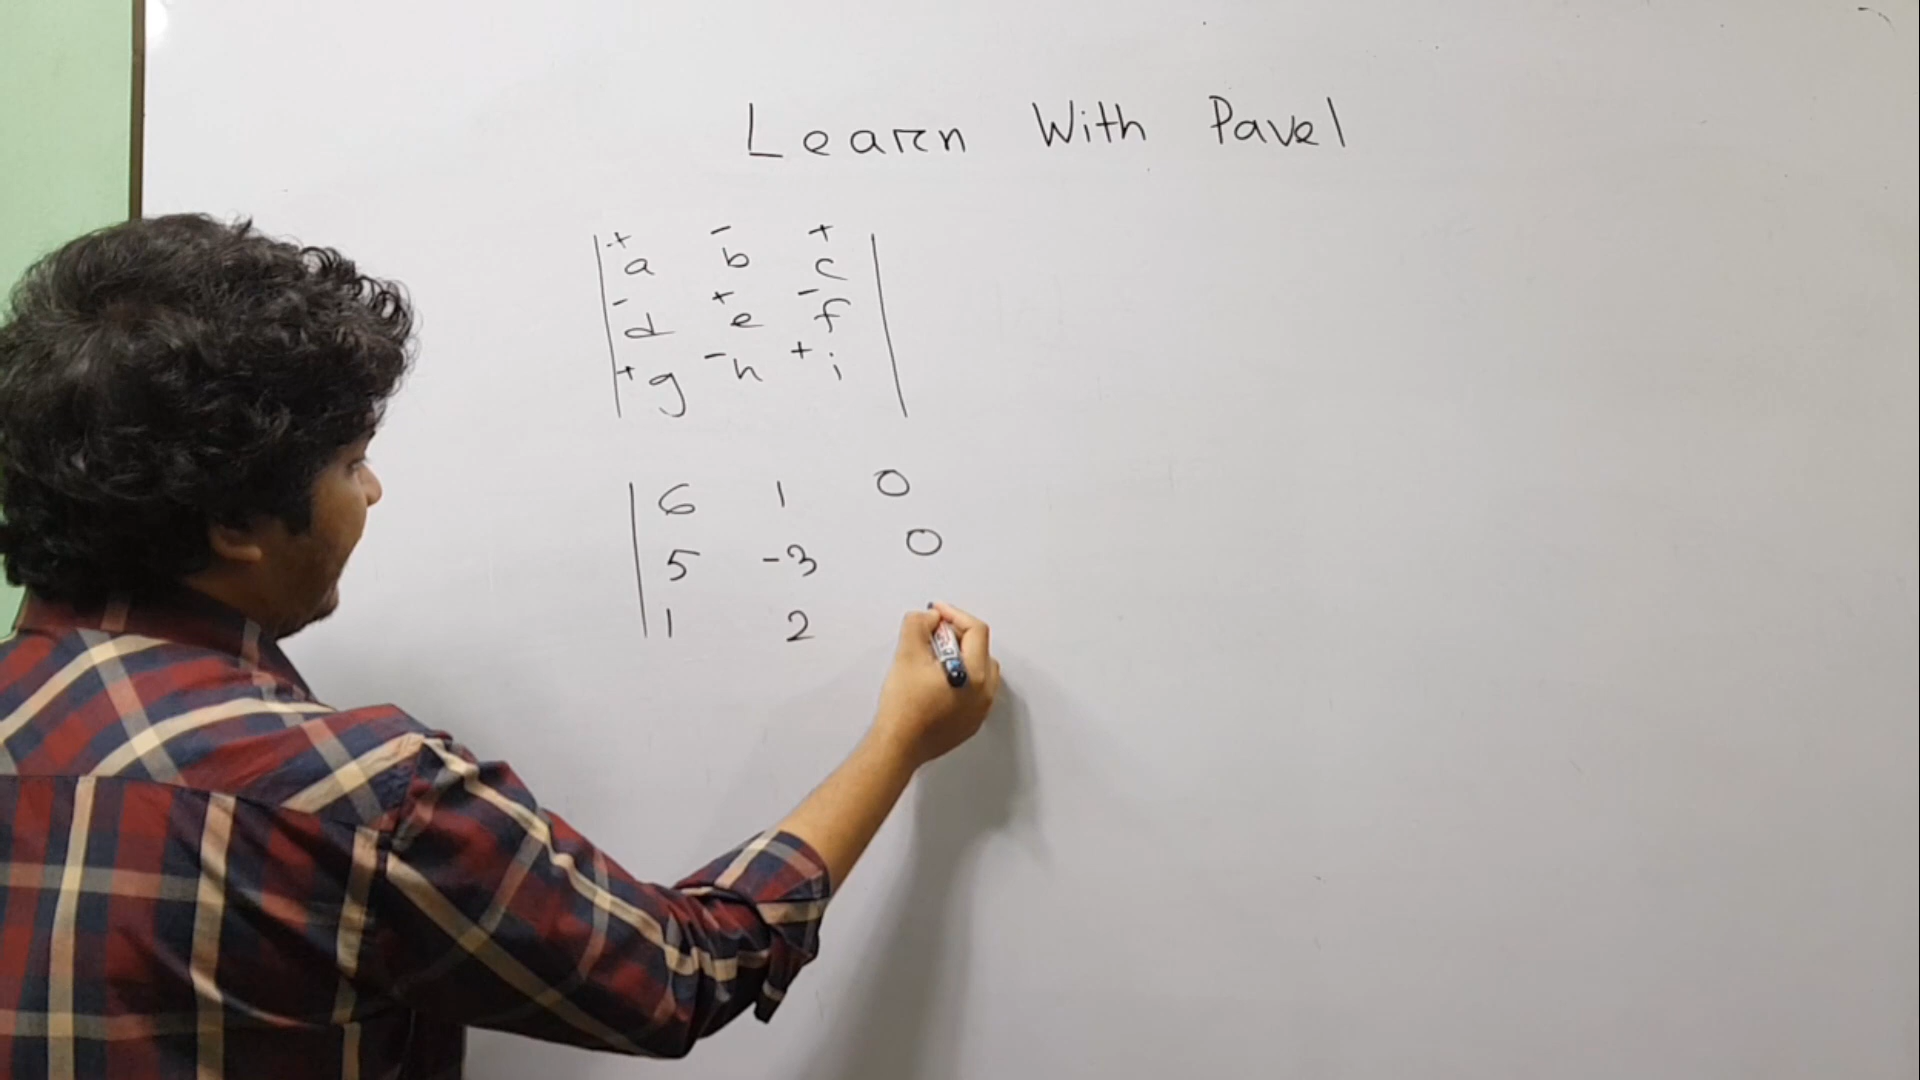 Learn With Pavel
+ - +
a b c
- + -
d e f
+ - +
g h i
6 1 0
5 -3 0
1 2